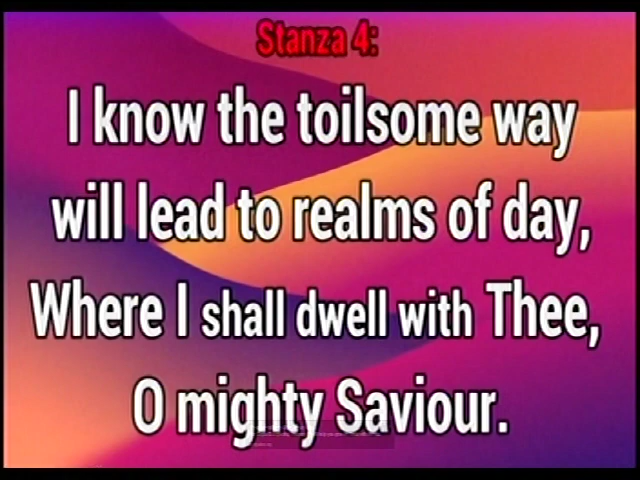 Stanza 4:
I know the toilsome way
will lead to realms of day,
Where I shall dwell with Thee,
O mighty Saviour.